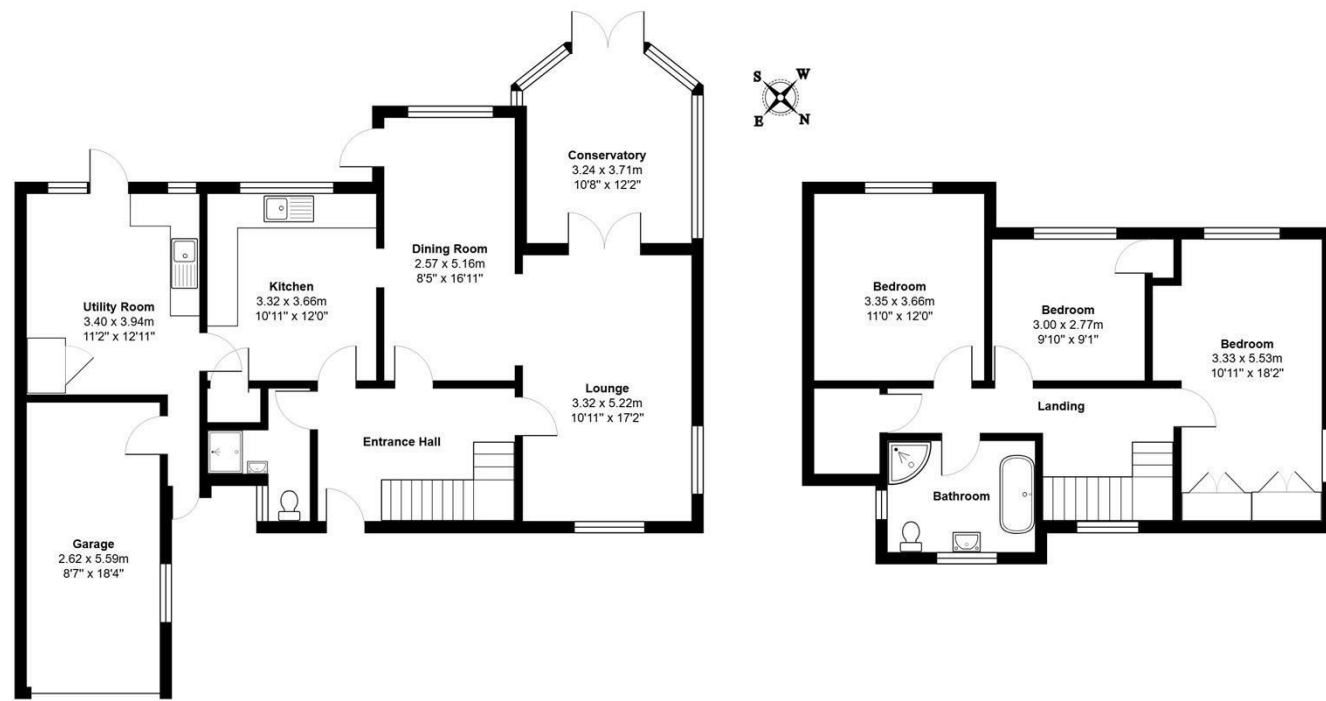 S W
E N
Conservatory
3.24 x 3.71m
10'8" x 12'2"
Dining Room
2.57 x 5.16m
8'5" x 16'11"
Kitchen
3.32 x 3.66m
10'11" x 12'0"
Utility Room
3.40 x 3.94m
11'2" x 12'11"
Lounge
3.32 x 5.22m
10'11" x 17'2"
Entrance Hall
Garage
2.62 x 5.59m
8'7" x 18'4"
Bedroom
3.35 x 3.66m
11'0" x 12'0"
Bedroom
3.00 x 2.77m
9'10" x 9'1"
Bedroom
3.33 x 5.53m
10'11" x 18'2"
Landing
Bathroom